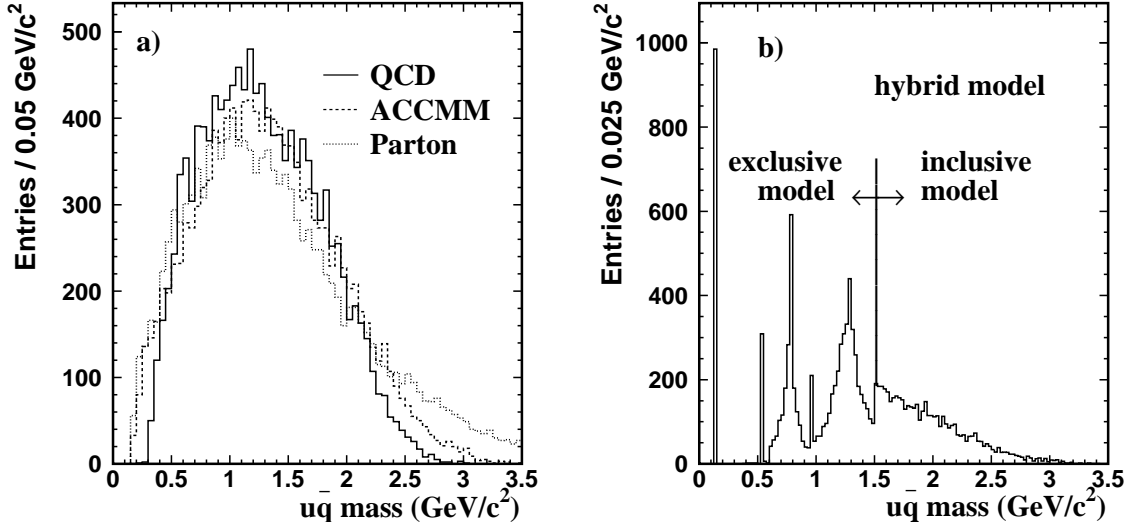 Entries / 0.05 GeV/c²
500
400
300
200
100
0
a)
QCD
ACCMM
Parton
0 0.5 1 1.5 2 2.5 3 3.5
uq̄ mass (GeV/c²)
Entries / 0.025 GeV/c²
1000
800
600
400
200
0
b)
hybrid model
exclusive
model
inclusive
model
0 0.5 1 1.5 2 2.5 3 3.5
uq̄ mass (GeV/c²)